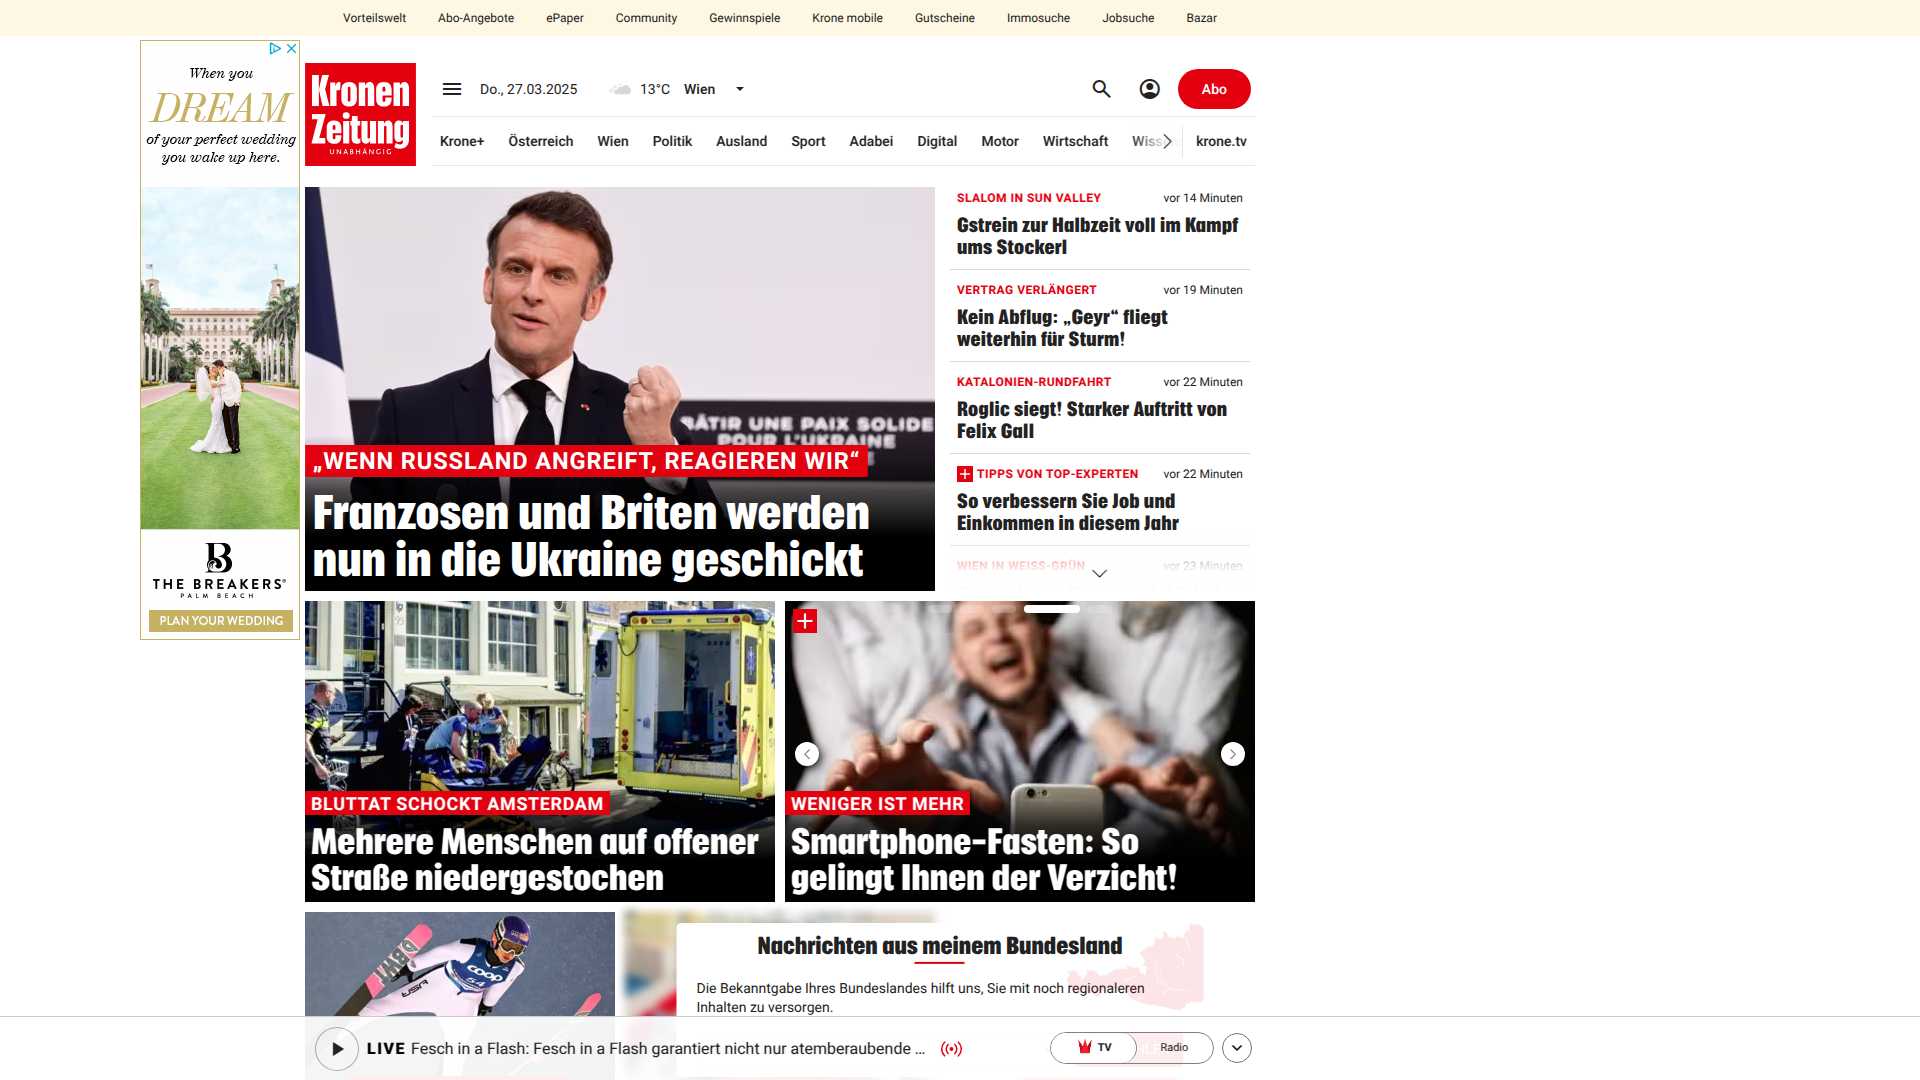 Vorteilswelt Abo-Angebote ePaper Community Gewinnspiele Krone mobile Gutscheine Immosuche Jobsuche Bazar
When you
DREAM
of your perfect wedding
you wake up here.
THE BREAKERS®
PALM BEACH
PLAN YOUR WEDDING
Kronen
Zeitung
UNABHÄNGIG
Do., 27.03.2025 13°C Wien
Abo
Krone+ Österreich Wien Politik Ausland Sport Adabei Digital Motor Wirtschaft Wiss krone.tv
BÂTIR UNE PAIX SOLIDE
POUR L'UKRAINE
„WENN RUSSLAND ANGREIFT, REAGIEREN WIR“
Franzosen und Briten werden
nun in die Ukraine geschickt
SLALOM IN SUN VALLEY vor 14 Minuten
Gstrein zur Halbzeit voll im Kampf
ums Stockerl
VERTRAG VERLÄNGERT vor 19 Minuten
Kein Abflug: „Geyr“ fliegt
weiterhin für Sturm!
KATALONIEN-RUNDFAHRT vor 22 Minuten
Roglic siegt! Starker Auftritt von
Felix Gall
TIPPS VON TOP-EXPERTEN vor 22 Minuten
So verbessern Sie Job und
Einkommen in diesem Jahr
WIEN IN WEISS-GRÜN vor 23 Minuten
BLUTTAT SCHOCKT AMSTERDAM
Mehrere Menschen auf offener
Straße niedergestochen
WENIGER IST MEHR
Smartphone-Fasten: So
gelingt Ihnen der Verzicht!
coop
54
Nachrichten aus meinem Bundesland
Die Bekanntgabe Ihres Bundeslandes hilft uns, Sie mit noch regionaleren
Inhalten zu versorgen.
LIVE Fesch in a Flash: Fesch in a Flash garantiert nicht nur atemberaubende ...
TV Radio